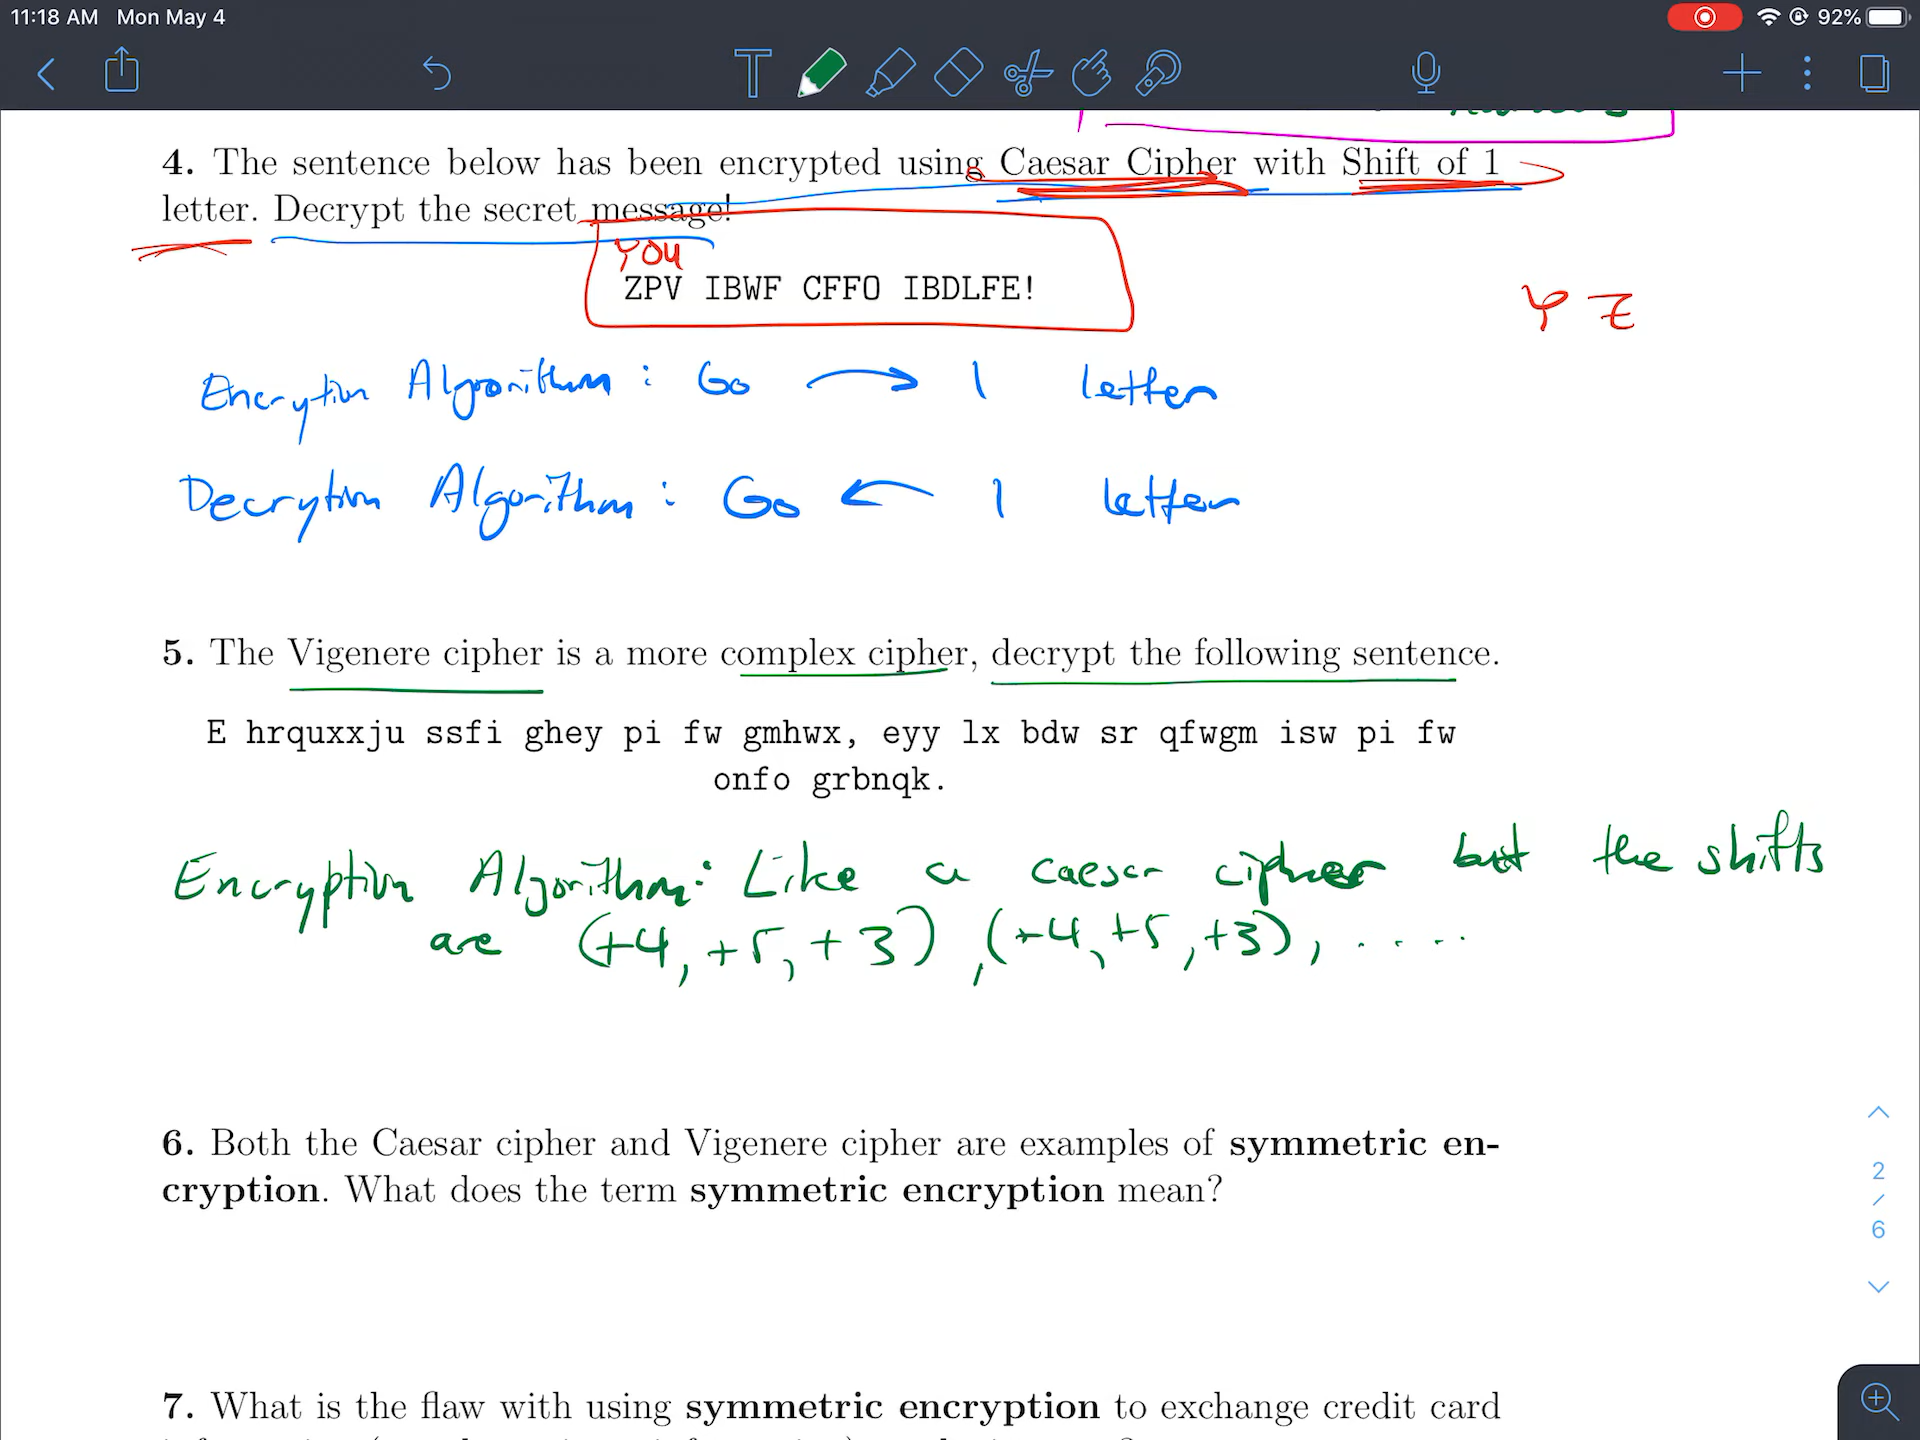 11:18 AM Mon May 4
92%
4. The sentence below has been encrypted using Caesar Cipher with Shift of 1
letter. Decrypt the secret message!
YOU
ZPV IBWF CFFO IBDLFE!
Y Z
Encrytion Algorithm: Go → 1 letter
Decrytion Algorithm: Go ← 1 letter
5. The Vigenere cipher is a more complex cipher, decrypt the following sentence.
E hrquxxju ssfi ghey pi fw gmhwx, eyy lx bdw sr qfwgm isw pi fw
onfo grbnqk.
Encryption Algorithm: Like a caesar cipher but the shifts
are (+4, +5, +3), (+4, +5, +3), .....
6. Both the Caesar cipher and Vigenere cipher are examples of symmetric en-
cryption. What does the term symmetric encryption mean?
2
/
6
7. What is the flaw with using symmetric encryption to exchange credit card